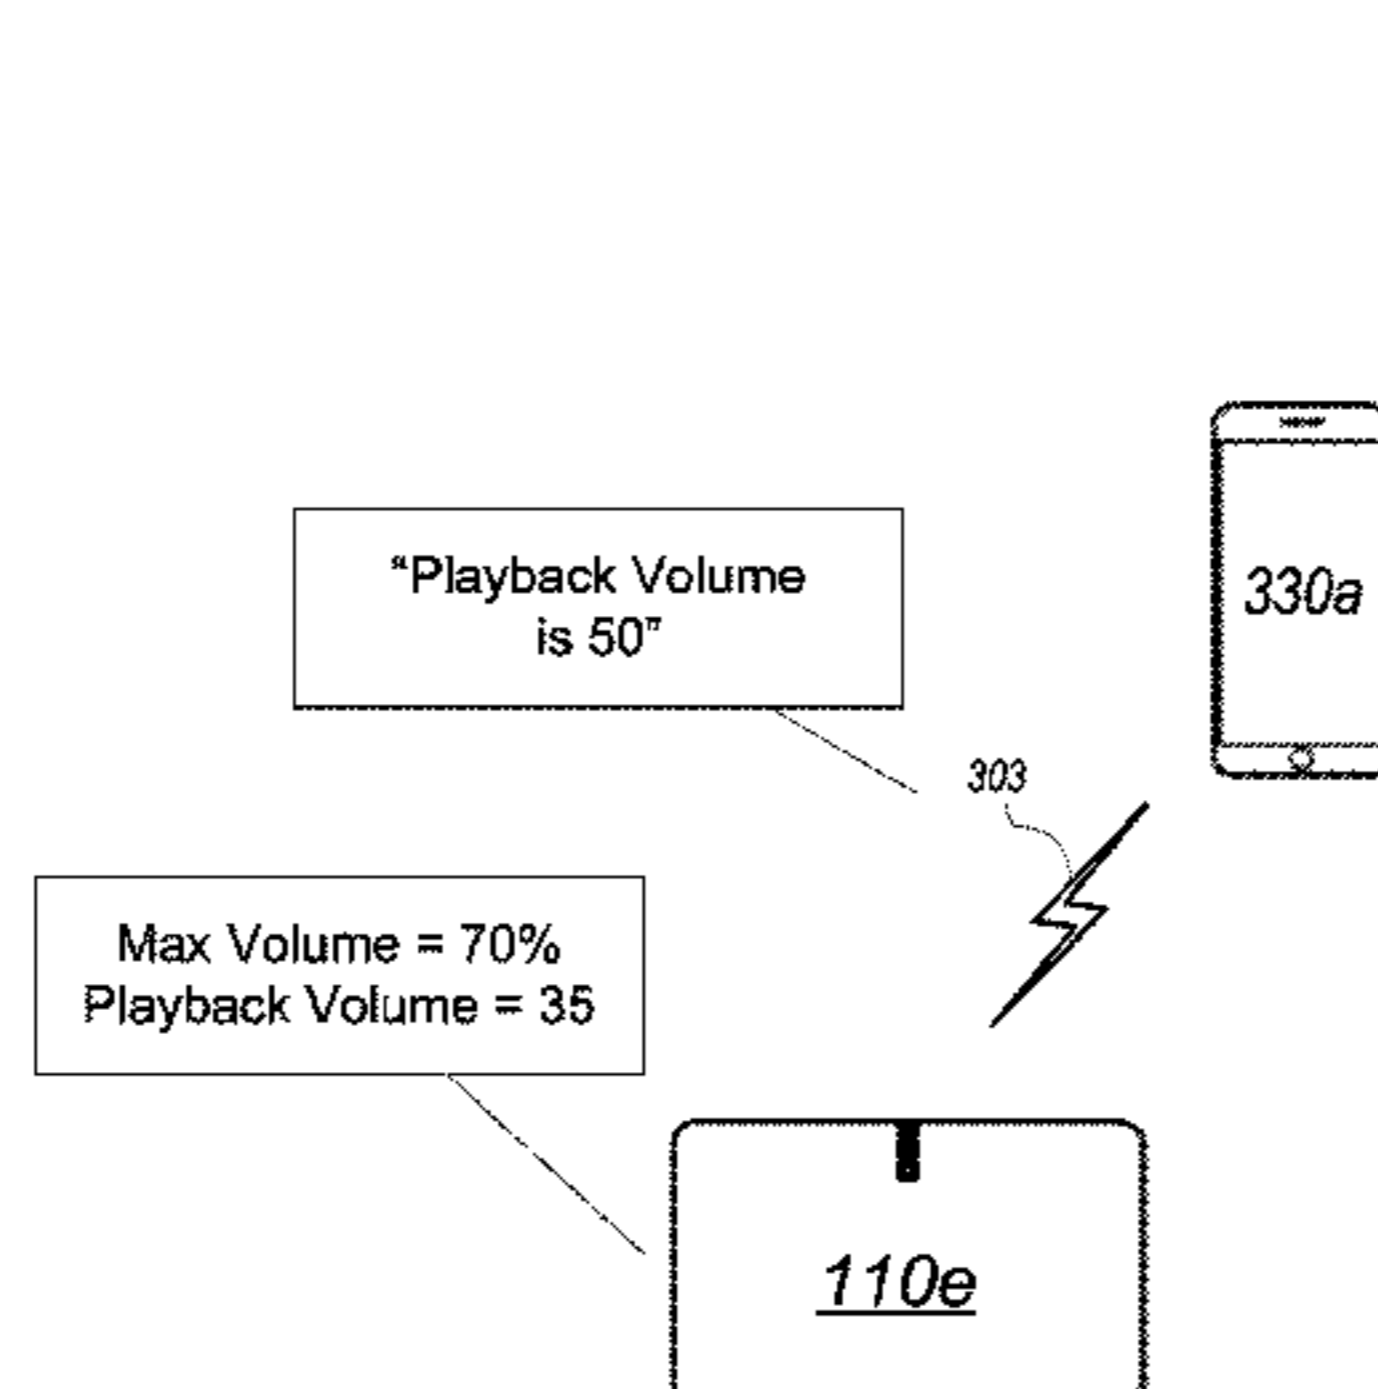 “Playback Volume
is 50”
330a
303
Max Volume = 70%
Playback Volume = 35
110e